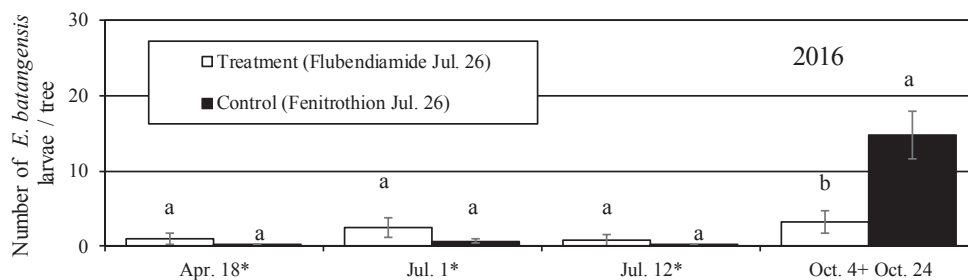 30
20
10
0
Number of E. batangensis
larvae / tree
Treatment (Flubendiamide Jul. 26)
Control (Fenitrothion Jul. 26)
2016
a
a
a
a
a
a
b
a
Apr. 18*
Jul. 1*
Jul. 12*
Oct. 4+ Oct. 24